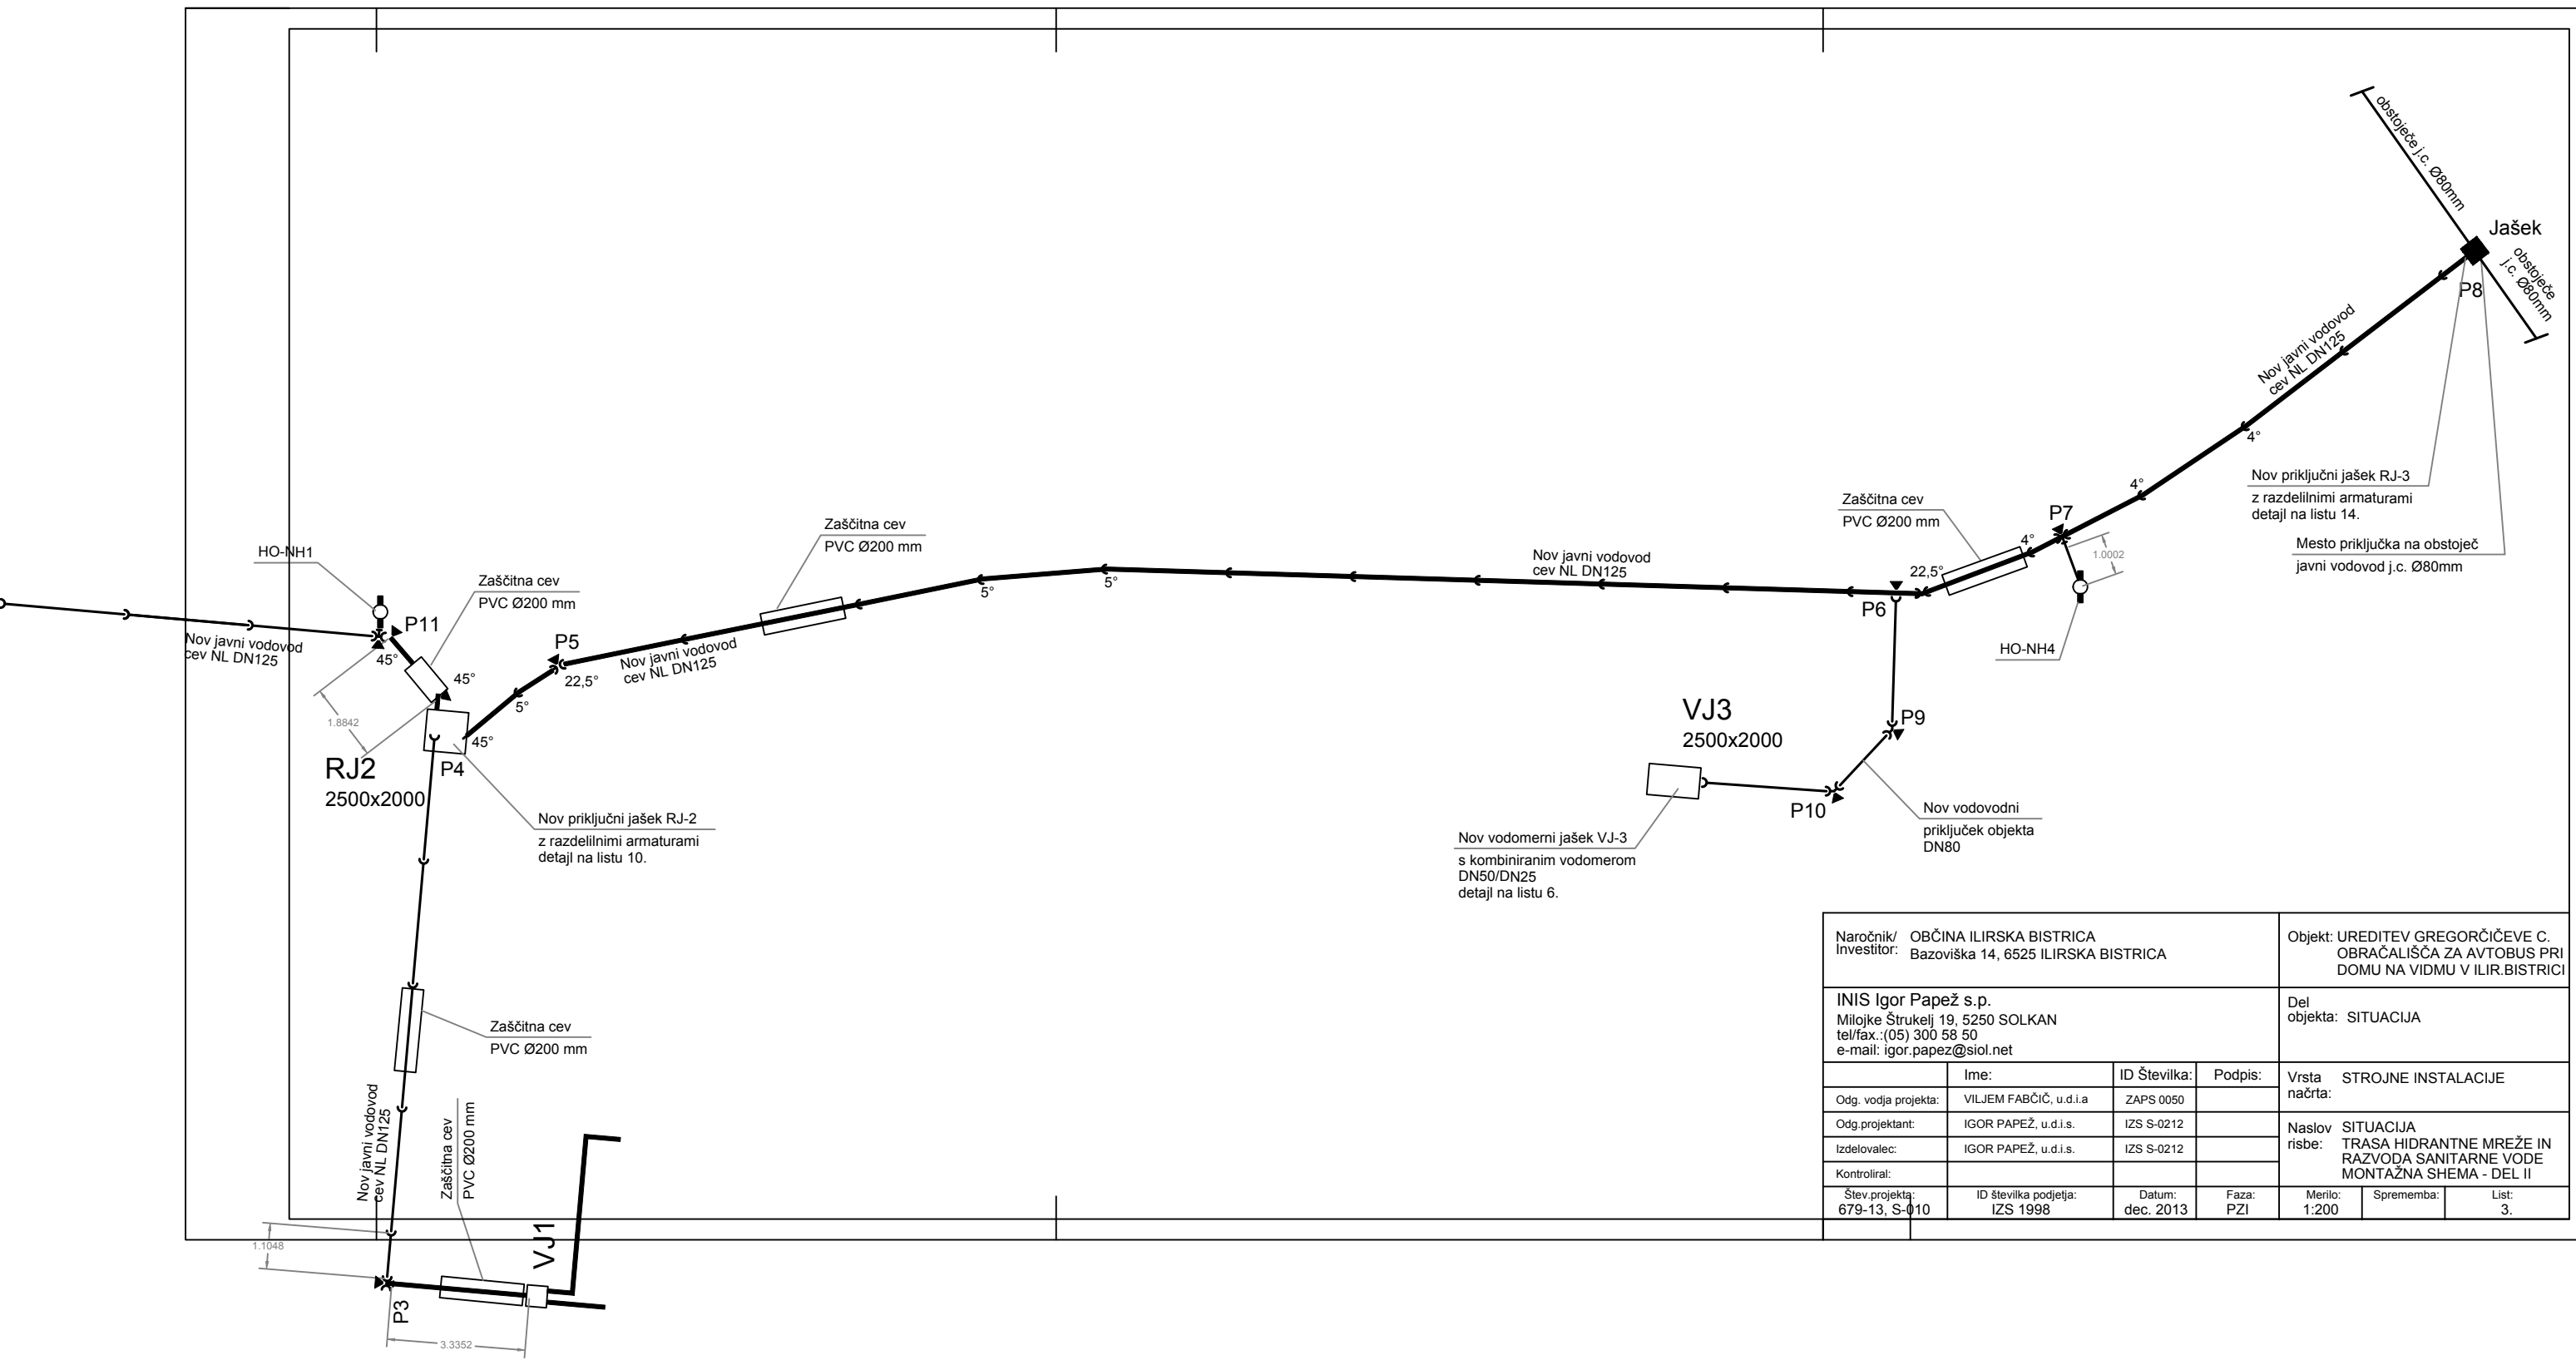 obstoječe j.c. Ø80mm
Jašek
obstoječe
j.c. Ø80mm
P8
Nov javni vodovod
cev NL DN125
4°
Nov priključni jašek RJ-3
z razdelilnimi armaturami
detajl na listu 14.
Mesto priključka na obstoječ
javni vodovod j.c. Ø80mm
4°
P7
1.0002
4°
Zaščitna cev
PVC Ø200 mm
22,5°
HO-NH4
P6
Nov javni vodovod
cev NL DN125
5°
5°
Zaščitna cev
PVC Ø200 mm
Nov javni vodovod
cev NL DN125
P5
22,5°
5°
HO-NH1
Zaščitna cev
PVC Ø200 mm
P11
45°
45°
Nov javni vodovod
cev NL DN125
1.8842
45°
RJ2
2500x2000
P4
Nov priključni jašek RJ-2
z razdelilnimi armaturami
detajl na listu 10.
VJ3
2500x2000
P9
P10
Nov vodovodni
priključek objekta
DN80
Nov vodomerni jašek VJ-3
s kombiniranim vodomerom
DN50/DN25
detajl na listu 6.
Zaščitna cev
PVC Ø200 mm
Nov javni vodovod
cev NL DN125
Zaščitna cev
PVC Ø200 mm
VJ1
1.1048
P3
3.3352
Naročnik/
Investitor:
OBČINA ILIRSKA BISTRICA
Bazoviška 14, 6525 ILIRSKA BISTRICA
Objekt: UREDITEV GREGORČIČEVE C.
OBRAČALIŠČA ZA AVTOBUS PRI
DOMU NA VIDMU V ILIR.BISTRICI
INIS Igor Papež s.p.
Milojke Štrukelj 19, 5250 SOLKAN
tel/fax.:(05) 300 58 50
e-mail: igor.papez@siol.net
Del
objekta: SITUACIJA
Ime: ID Številka: Podpis:
Vrsta
načrta:
STROJNE INSTALACIJE
Odg. vodja projekta: VILJEM FABČIČ, u.d.i.a ZAPS 0050
Odg.projektant: IGOR PAPEŽ, u.d.i.s. IZS S-0212
Izdelovalec: IGOR PAPEŽ, u.d.i.s. IZS S-0212
Kontroliral:
Naslov
risbe:
SITUACIJA
TRASA HIDRANTNE MREŽE IN
RAZVODA SANITARNE VODE
MONTAŽNA SHEMA - DEL II
Štev.projekta: ID številka podjetja: Datum: Faza: Merilo: Sprememba: List:
679-13, S-010 IZS 1998 dec. 2013 PZI 1:200 3.